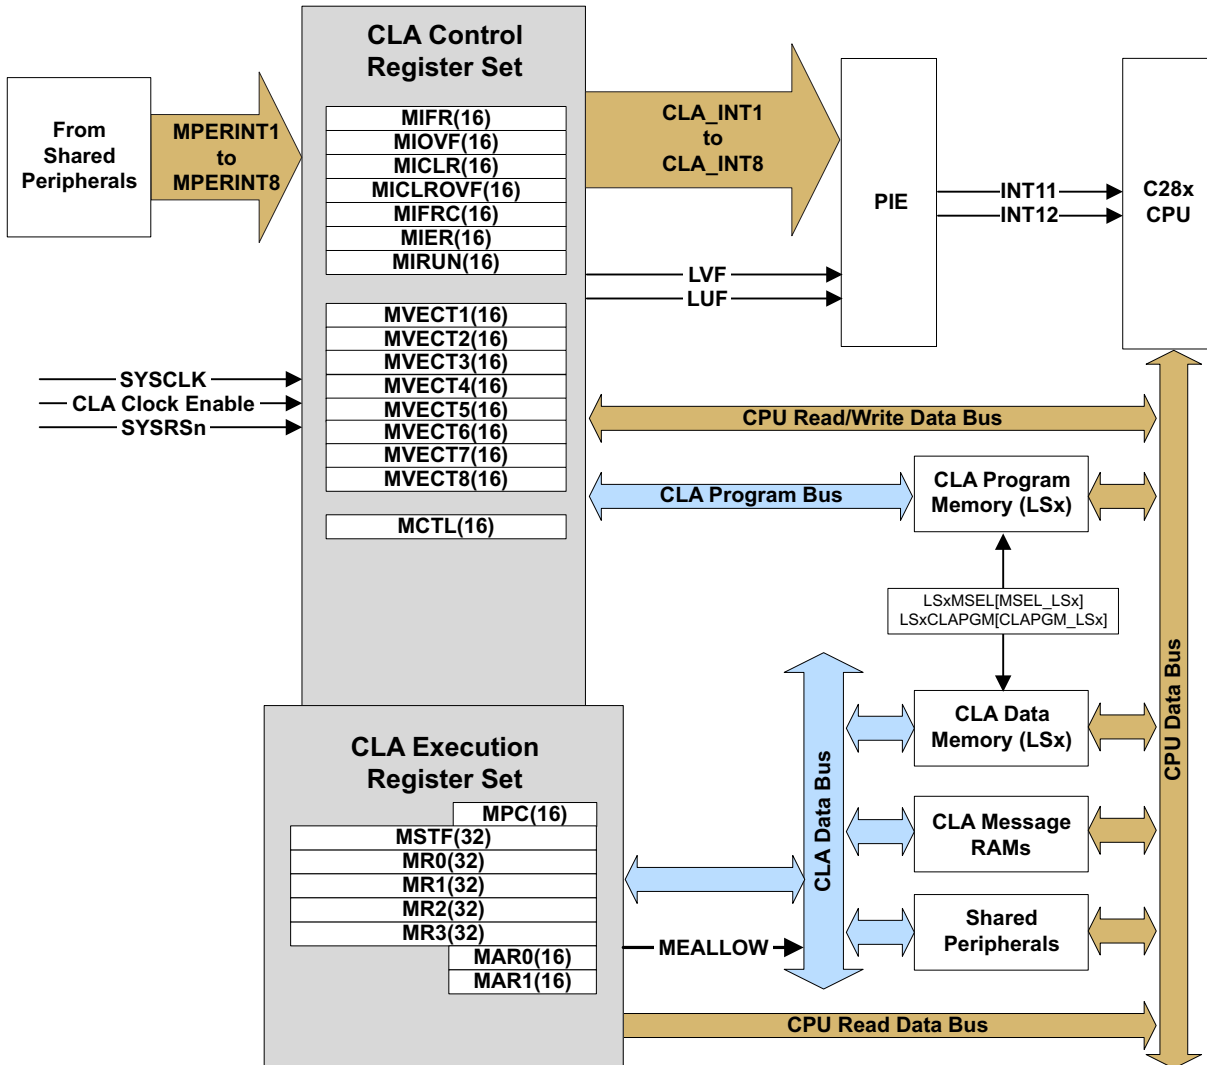 CLA Control
Register Set
From
Shared
Peripherals
MPERINT1
to
MPERINT8
MIFR(16)
MIOVF(16)
MICLR(16)
MICLROVF(16)
MIFRC(16)
MIER(16)
MIRUN(16)
CLA_INT1
to
CLA_INT8
PIE
INT11
INT12
C28x
CPU
LVF
LUF
MVECT1(16)
MVECT2(16)
MVECT3(16)
MVECT4(16)
MVECT5(16)
MVECT6(16)
MVECT7(16)
MVECT8(16)
SYSCLK
CLA Clock Enable
SYSRSn
CPU Read/Write Data Bus
CLA Program Bus
CLA Program
Memory (LSx)
MCTL(16)
LSxMSEL[MSEL_LSx]
LSxCLAPGM[CLAPGM_LSx]
CPU Data Bus
CLA Data Bus
CLA Data
Memory (LSx)
CLA Message
RAMs
Shared
Peripherals
CLA Execution
Register Set
MPC(16)
MSTF(32)
MR0(32)
MR1(32)
MR2(32)
MR3(32)
MAR0(16)
MAR1(16)
MEALLOW
CPU Read Data Bus